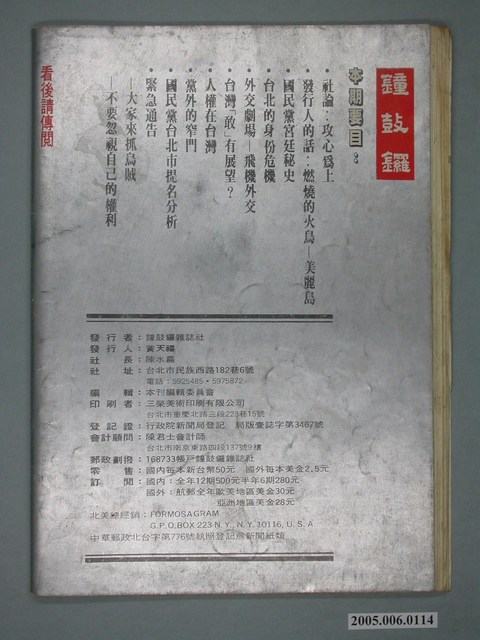 鐘鼓鑼
本期要目：
•社論：攻心爲上
•發行人的話：燃燒的火鳥—美麗島
•國民黨宮廷秘史
•台北的身份危機
•外交劇場—飛機外交
•台灣「敢」有展望？
•人權在台灣
•黨外的窄門
•國民黨台北市提名分析
•緊急通告
—大家來抓烏賊
—不要忽視自己的權利
看後請傳閱
發行者：鐘鼓鑼雜誌社
發行人：黃天福
社長：陳水扁
社址：台北市民族西路182巷6號
電話：5925485•5975872
編輯：本刊編輯委員會
印刷者：三榮美術印刷有限公司
台北市重慶北路三段223巷15號
登記證：行政院新聞局登記 局版臺誌字第3467號
會計顧問：陳君士會計師
台北市南京東路四段137號9樓
郵政劃撥：168733帳戶鐘鼓鑼雜誌社
零售：國內每本新台幣50元 國外每本美金2.5元
訂閱：國內：全年12期500元半年6期280元
國外：航郵全年歐美地區美金30元
亞洲地區美金28元
北美總經銷：FORMOSAGRAM
G.P.O.BOX 223 N.Y., N.Y. 10116, U.S.A
中華郵政北台字第776號執照登記爲新聞紙類
2005.006.0114